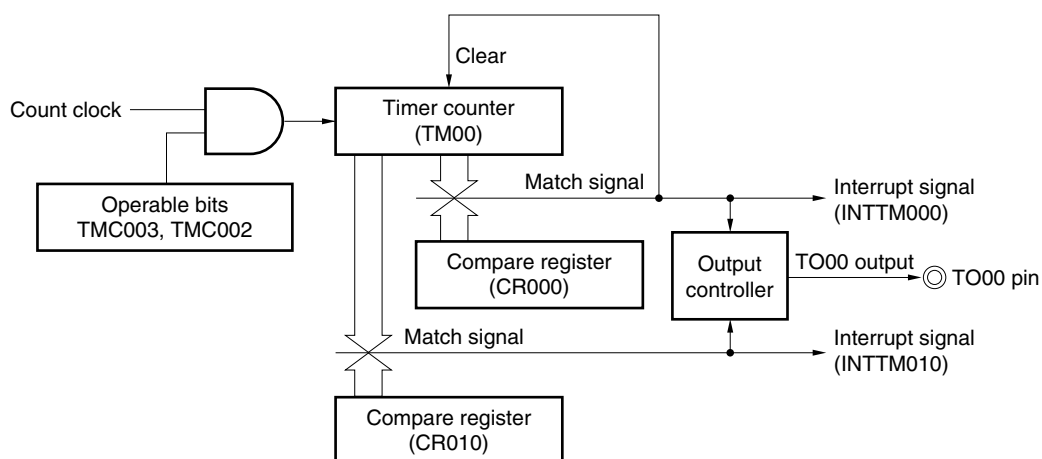 Clear
Count clock
Timer counter
(TM00)
Operable bits
TMC003, TMC002
Match signal
Interrupt signal
(INTTM000)
Compare register
(CR000)
Output
controller
TO00 output
TO00 pin
Match signal
Interrupt signal
(INTTM010)
Compare register
(CR010)